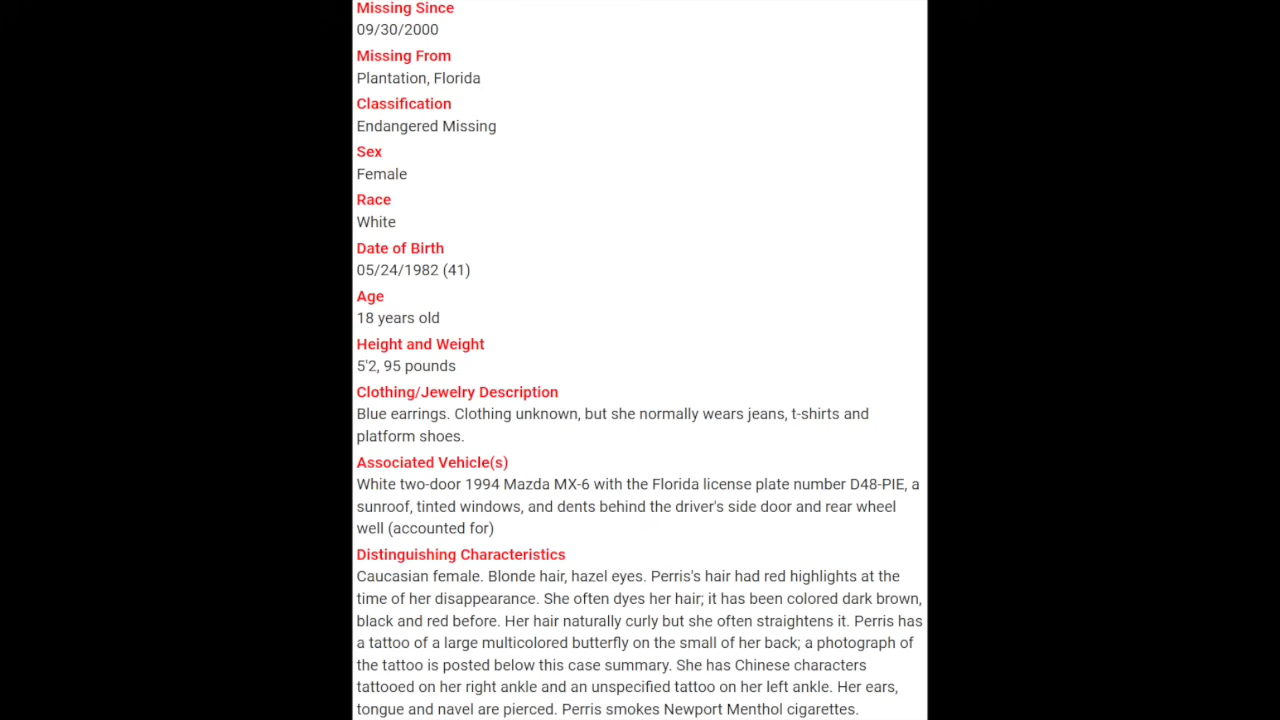 Missing Since
09/30/2000
Missing From
Plantation, Florida
Classification
Endangered Missing
Sex
Female
Race
White
Date of Birth
05/24/1982 (41)
Age
18 years old
Height and Weight
5'2, 95 pounds
Clothing/Jewelry Description
Blue earrings. Clothing unknown, but she normally wears jeans, t-shirts and
platform shoes.
Associated Vehicle(s)
White two-door 1994 Mazda MX-6 with the Florida license plate number D48-PIE, a
sunroof, tinted windows, and dents behind the driver's side door and rear wheel
well (accounted for)
Distinguishing Characteristics
Caucasian female. Blonde hair, hazel eyes. Perris's hair had red highlights at the
time of her disappearance. She often dyes her hair; it has been colored dark brown,
black and red before. Her hair naturally curly but she often straightens it. Perris has
a tattoo of a large multicolored butterfly on the small of her back; a photograph of
the tattoo is posted below this case summary. She has Chinese characters
tattooed on her right ankle and an unspecified tattoo on her left ankle. Her ears,
tongue and navel are pierced. Perris smokes Newport Menthol cigarettes.